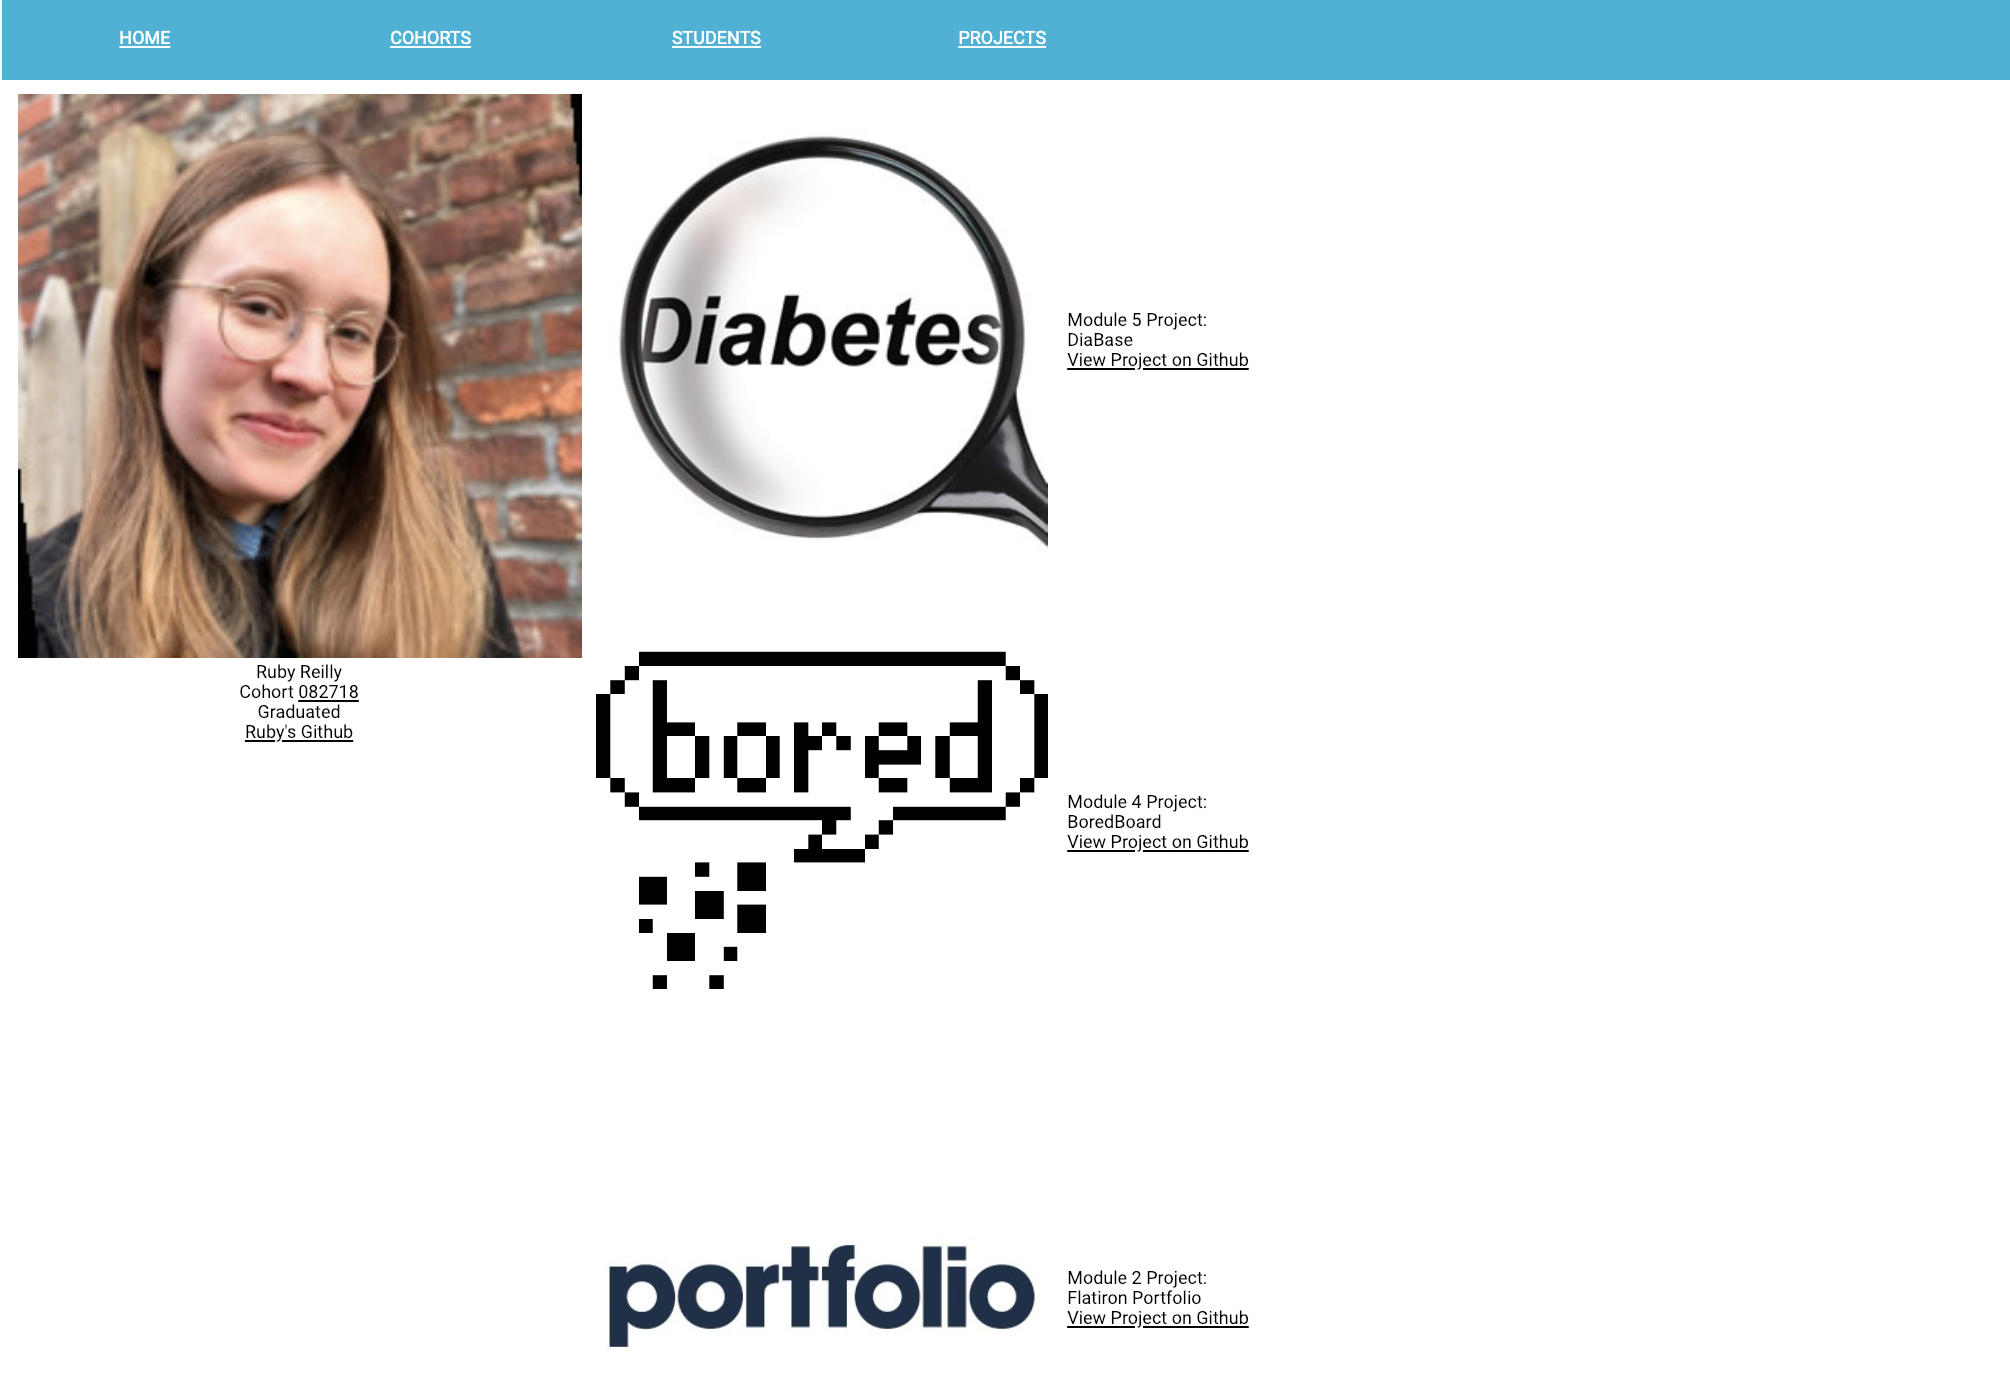 HOME
COHORTS
STUDENTS
PROJECTS
Ruby Reilly
Cohort 082718
Graduated
Ruby's Github
Diabetes
Module 5 Project:
DiaBase
View Project on Github
bored
Module 4 Project:
BoredBoard
View Project on Github
portfolio
Module 2 Project:
Flatiron Portfolio
View Project on Github